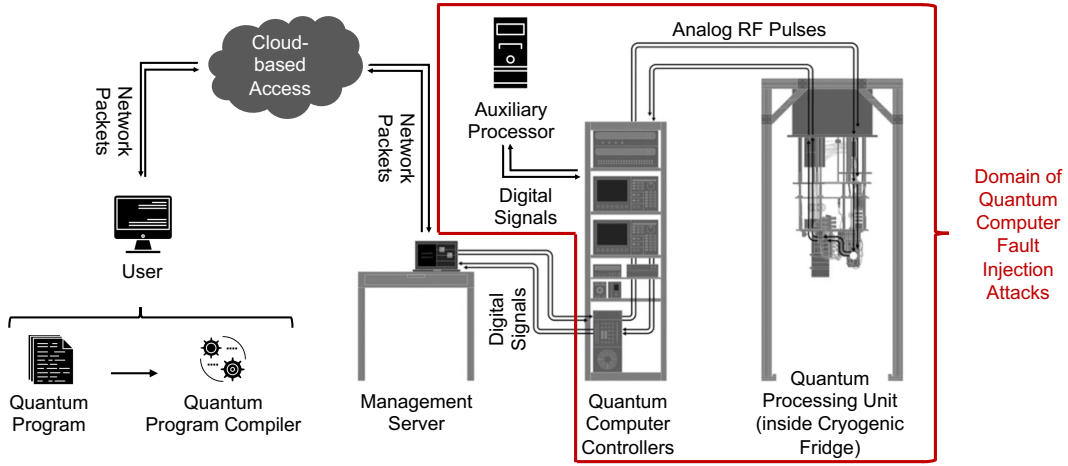 Cloud-
based
Access
Network
Packets
Network
Packets
User
Quantum
Program
Quantum
Program Compiler
Management
Server
Digital
Signals
Auxiliary
Processor
Digital
Signals
Analog RF Pulses
Quantum
Computer
Controllers
Quantum
Processing Unit
(inside Cryogenic
Fridge)
Domain of
Quantum
Computer
Fault
Injection
Attacks